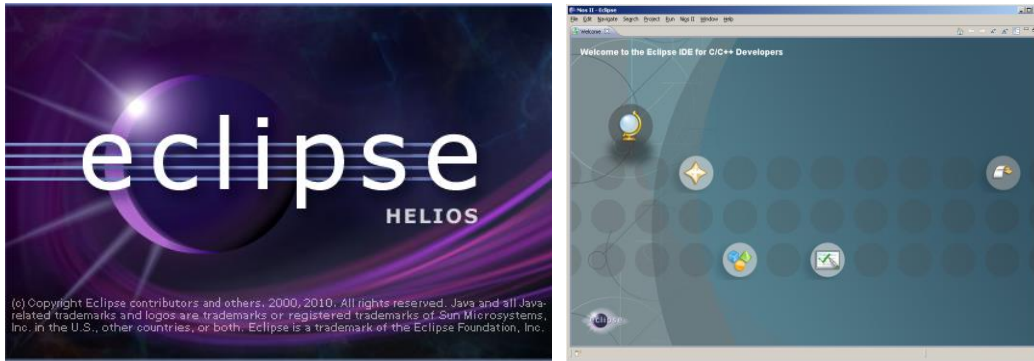 eclipse
HELIOS
(c) Copyright Eclipse contributors and others. 2000, 2010. All rights reserved. Java and all Java-
related trademarks and logos are trademarks or registered trademarks of Sun Microsystems,
Inc. in the U.S., other countries, or both. Eclipse is a trademark of the Eclipse Foundation, Inc.
Nios II - Eclipse
File Edit Navigate Search Project Run Nios II Window Help
Welcome
Welcome to the Eclipse IDE for C/C++ Developers
eclipse